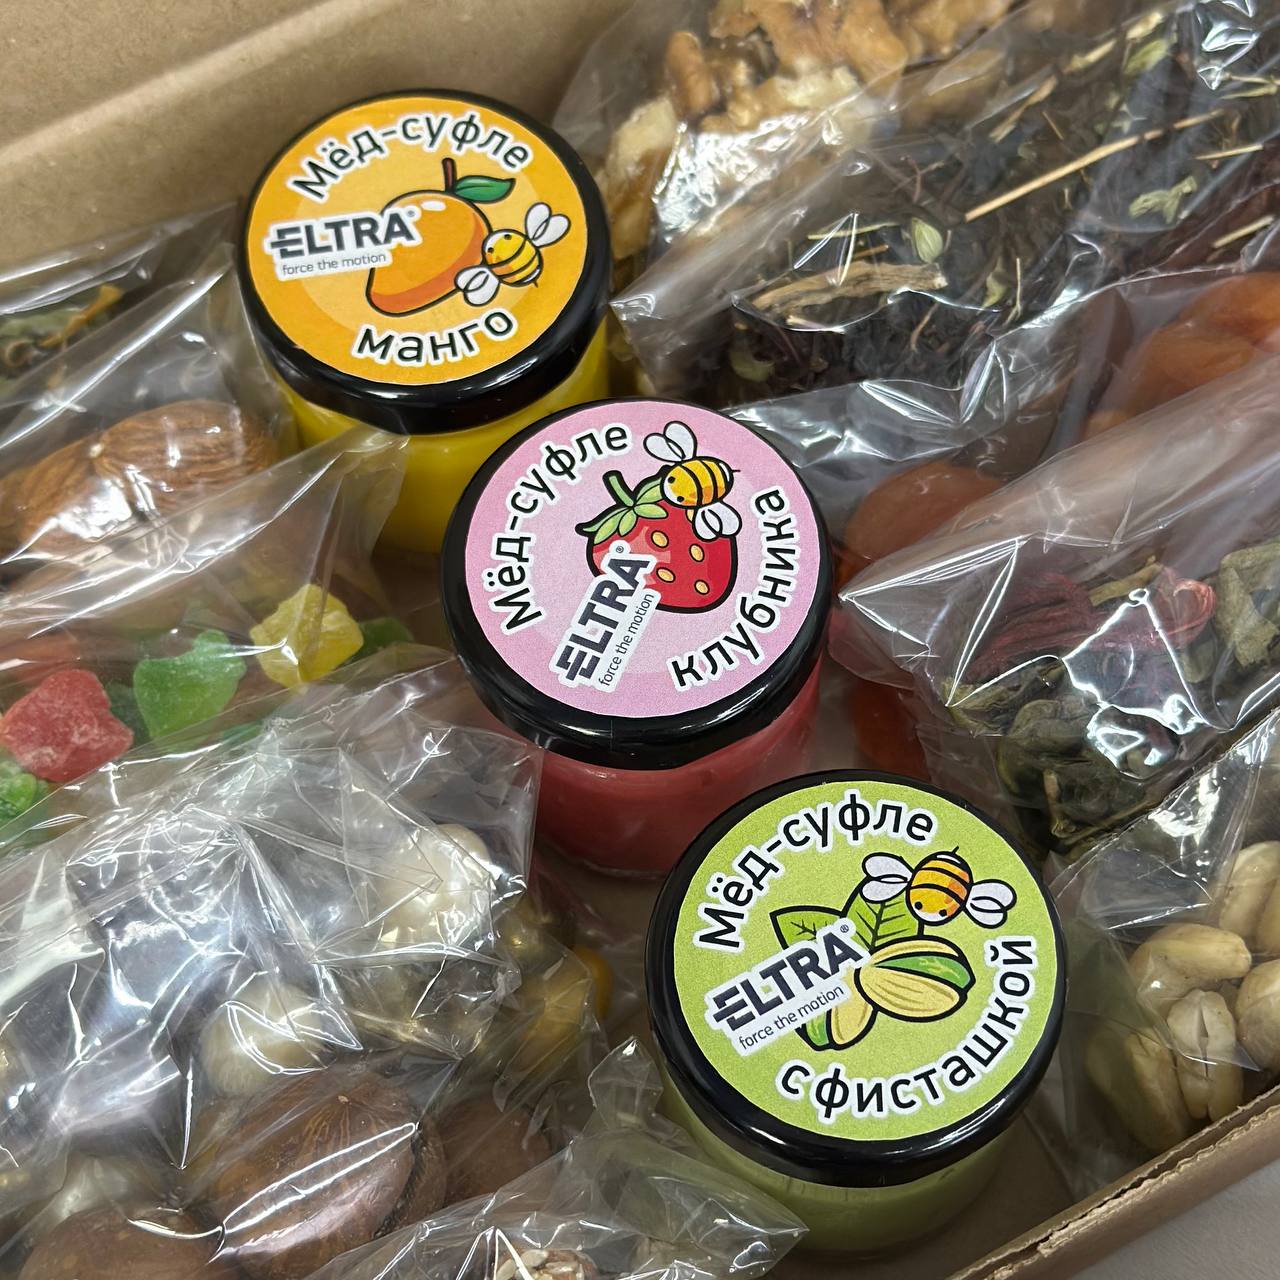 Мёд-суфле
ELTRA®
force the motion
манго
Мёд-суфле
ELTRA®
force the motion
клубника
Мёд-суфле
ELTRA®
force the motion
с фисташкой